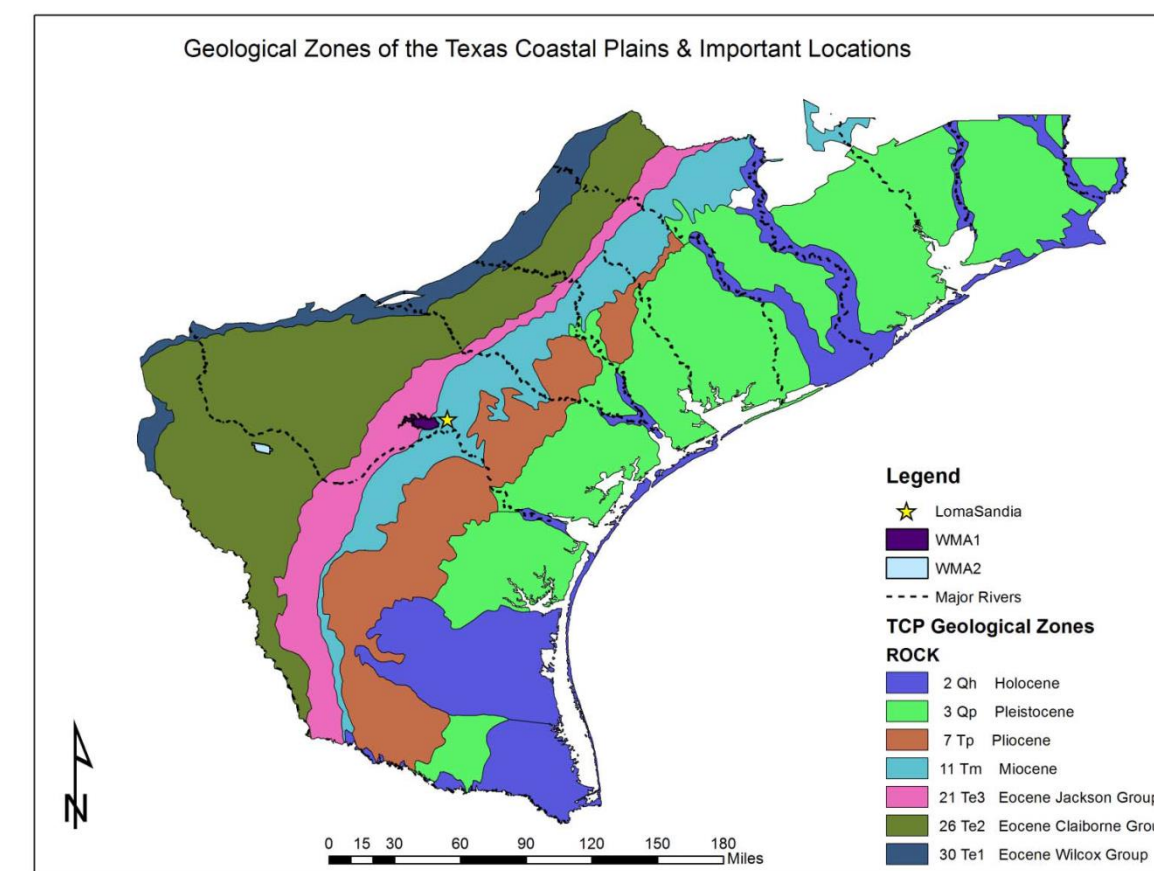 Geological Zones of the Texas Coastal Plains & Important Locations
Legend
LomaSandia
WMA1
WMA2
Major Rivers
TCP Geological Zones
ROCK
2 Qh Holocene
3 Qp Pleistocene
7 Tp Pliocene
11 Tm Miocene
21 Te3 Eocene Jackson Group
26 Te2 Eocene Claiborne Grou
30 Te1 Eocene Wilcox Group
N
0 15 30 60 90 120 150 180
Miles